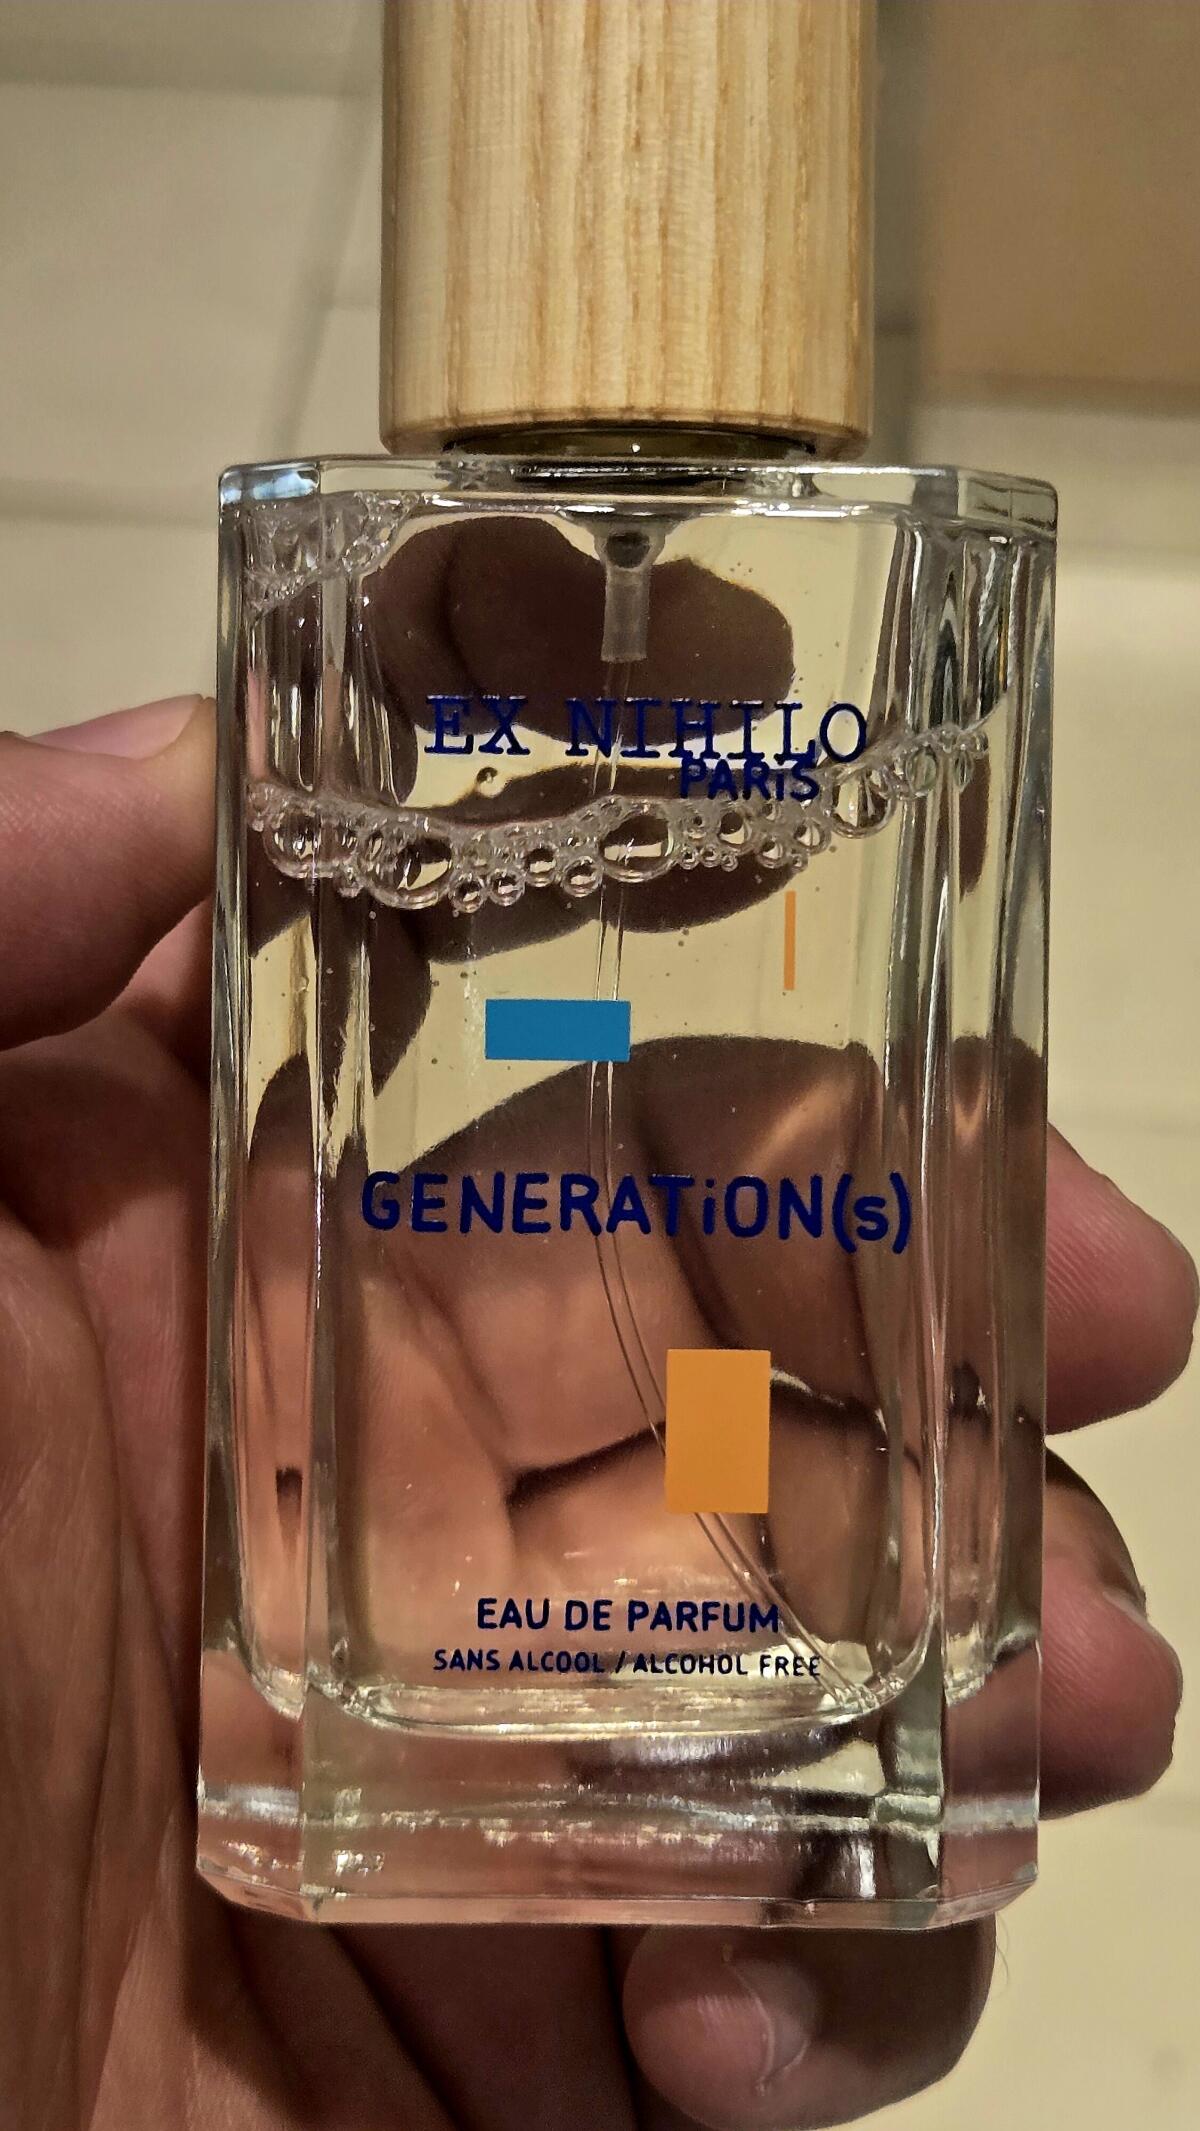 EX NIHILO
PARiS
GENERATiON(s)
EAU DE PARFUM
SANS ALCOOL / ALCOHOL FREE